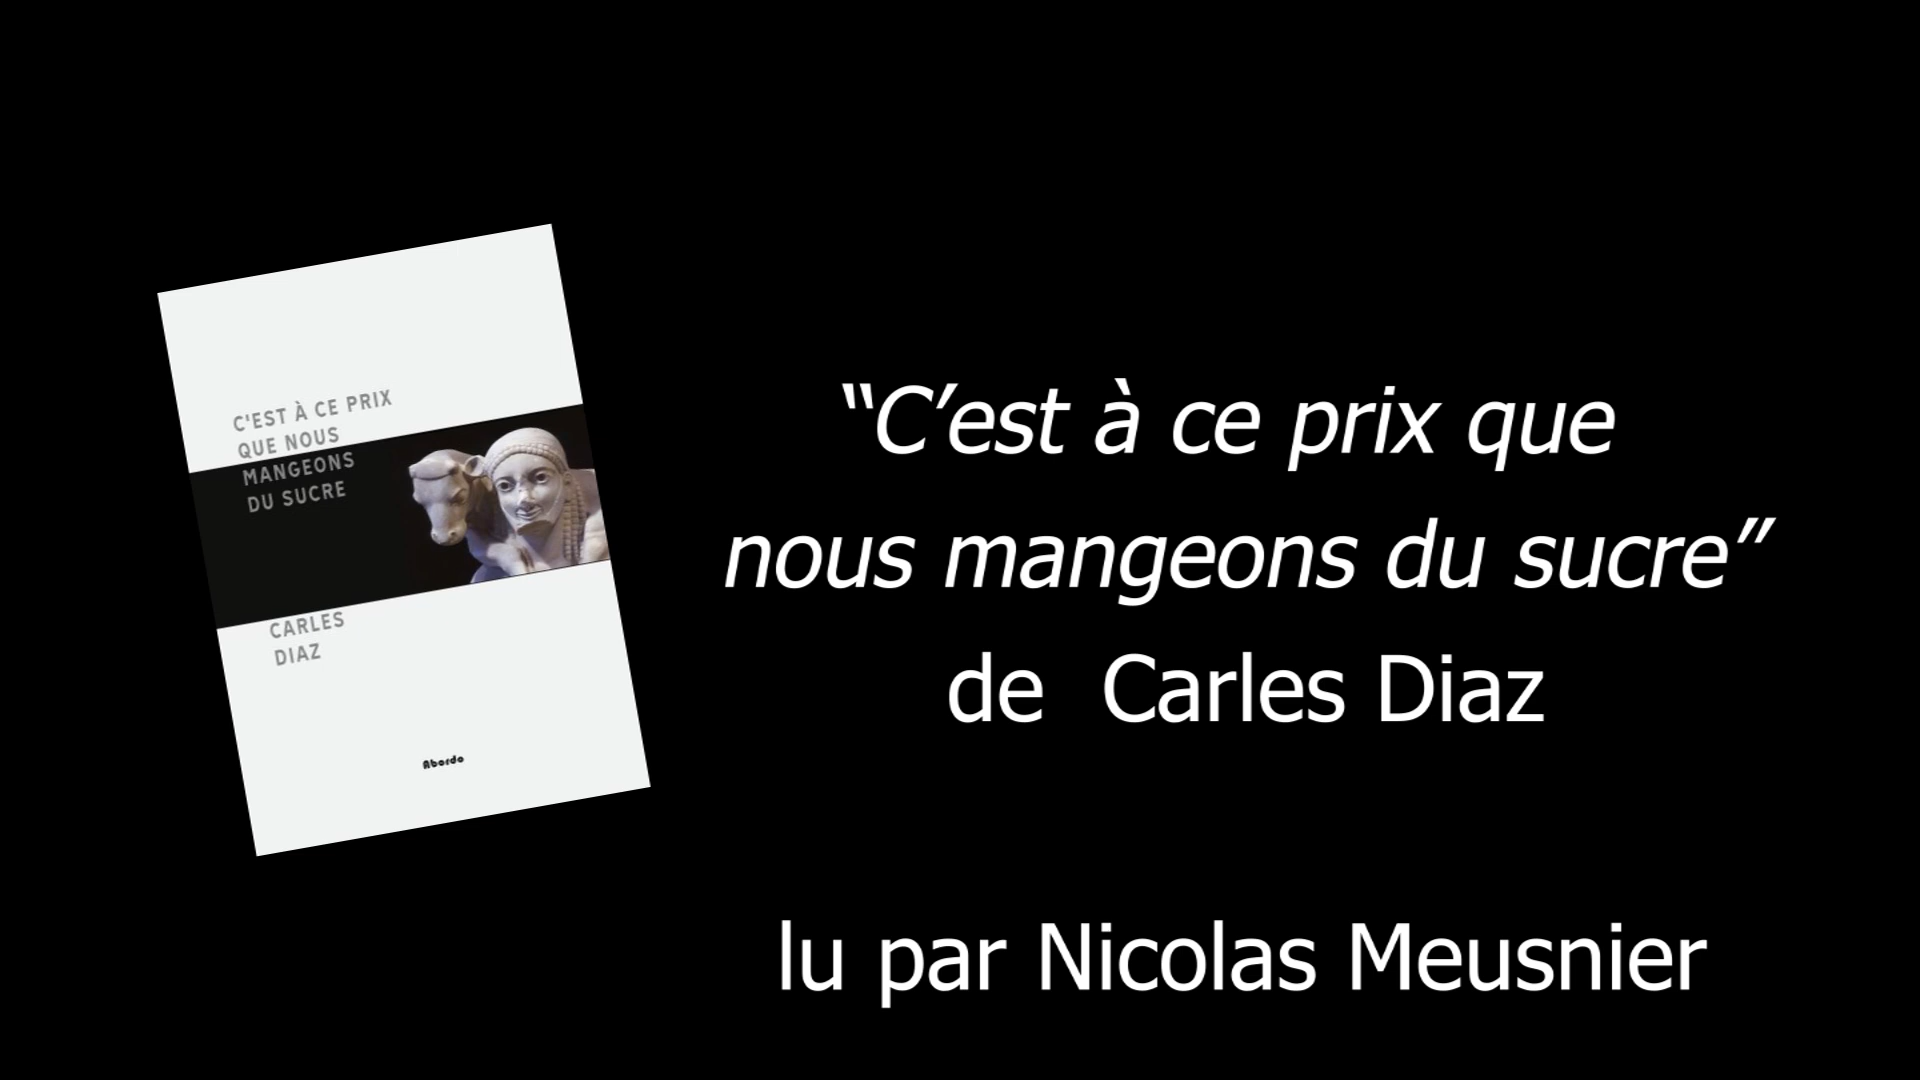 C'EST À CE PRIX
QUE NOUS
MANGEONS
DU SUCRE
CARLES
DIAZ
Abordo
“C’est à ce prix que
nous mangeons du sucre”
de  Carles Diaz
lu par Nicolas Meusnier